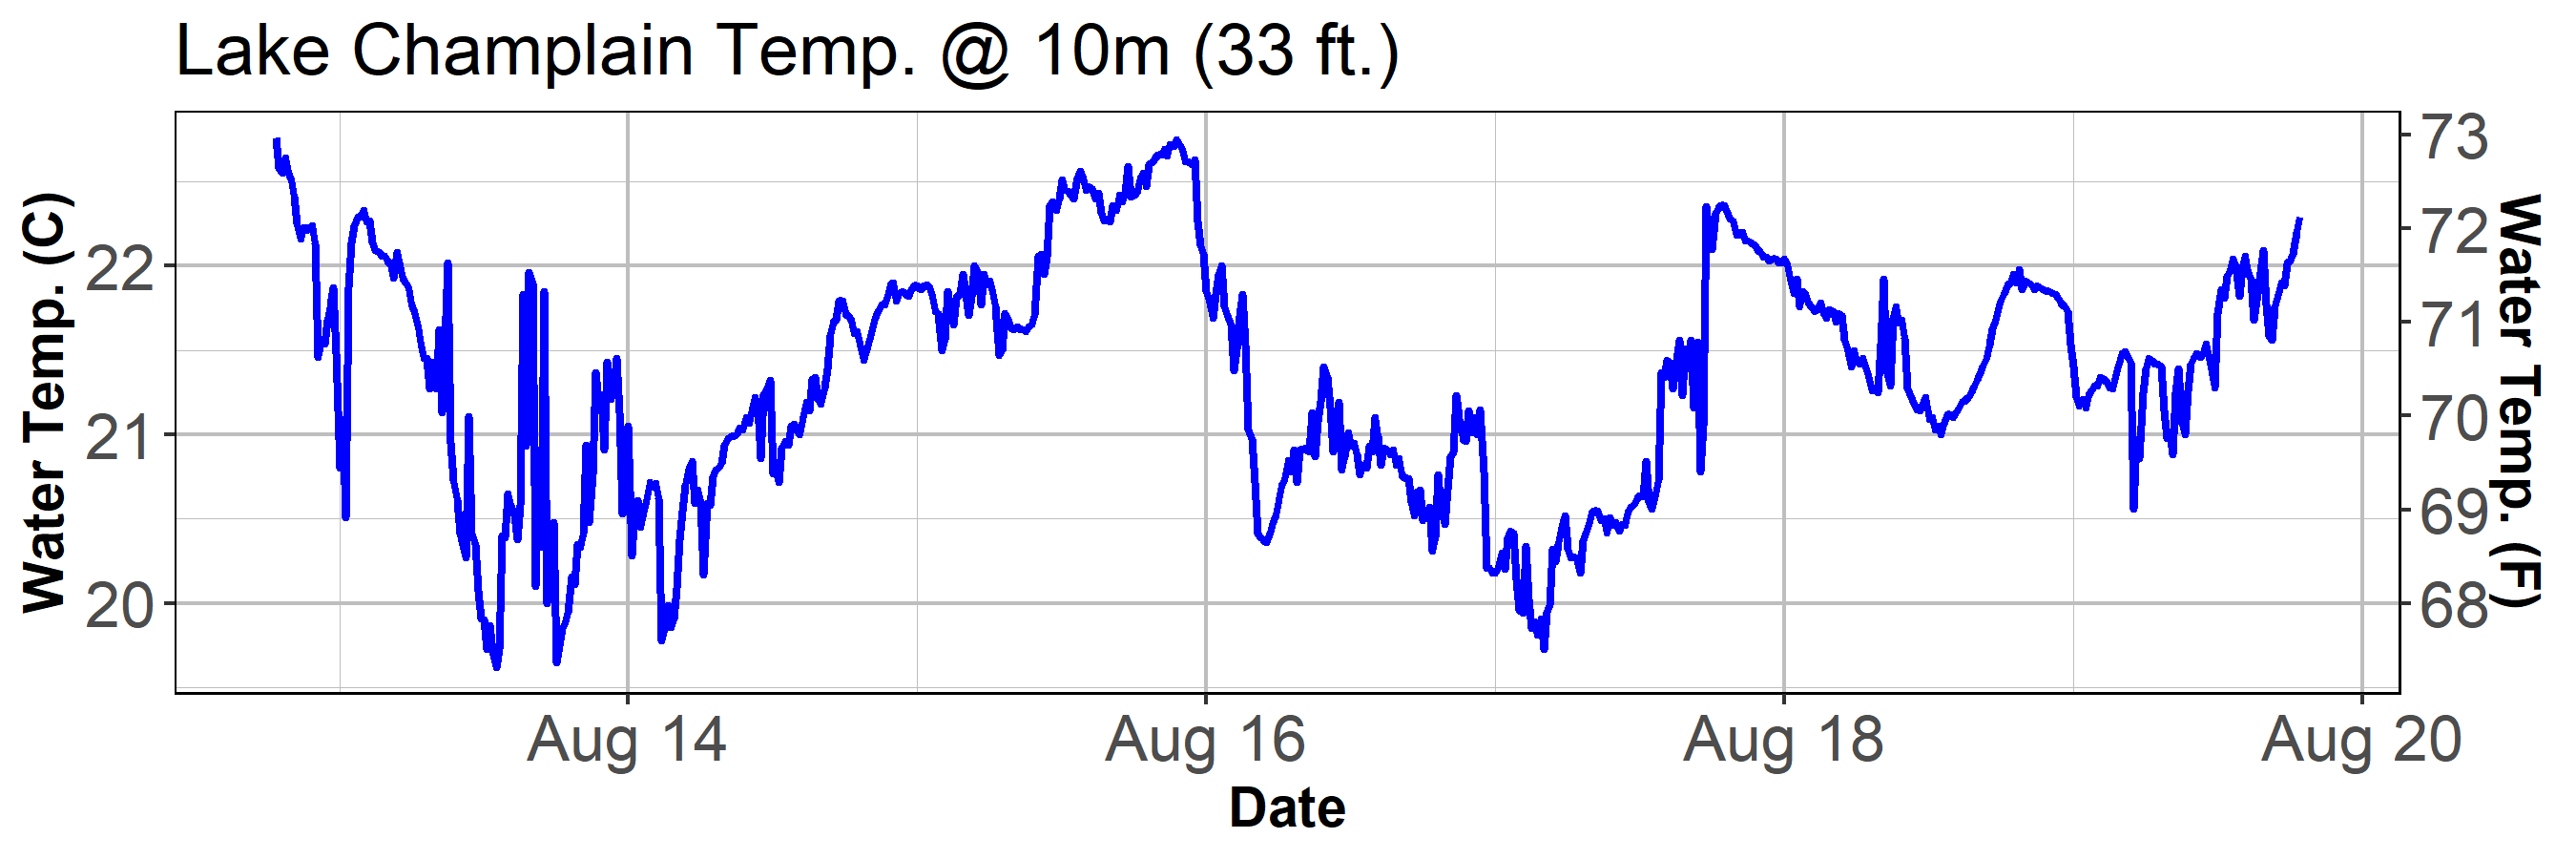 Lake Champlain Temp. @ 10m (33 ft.)
Water Temp. (C)
22
21
20
73
72
71
70
69
68
Water Temp. (F)
Aug 14 Aug 16 Aug 18 Aug 20
Date